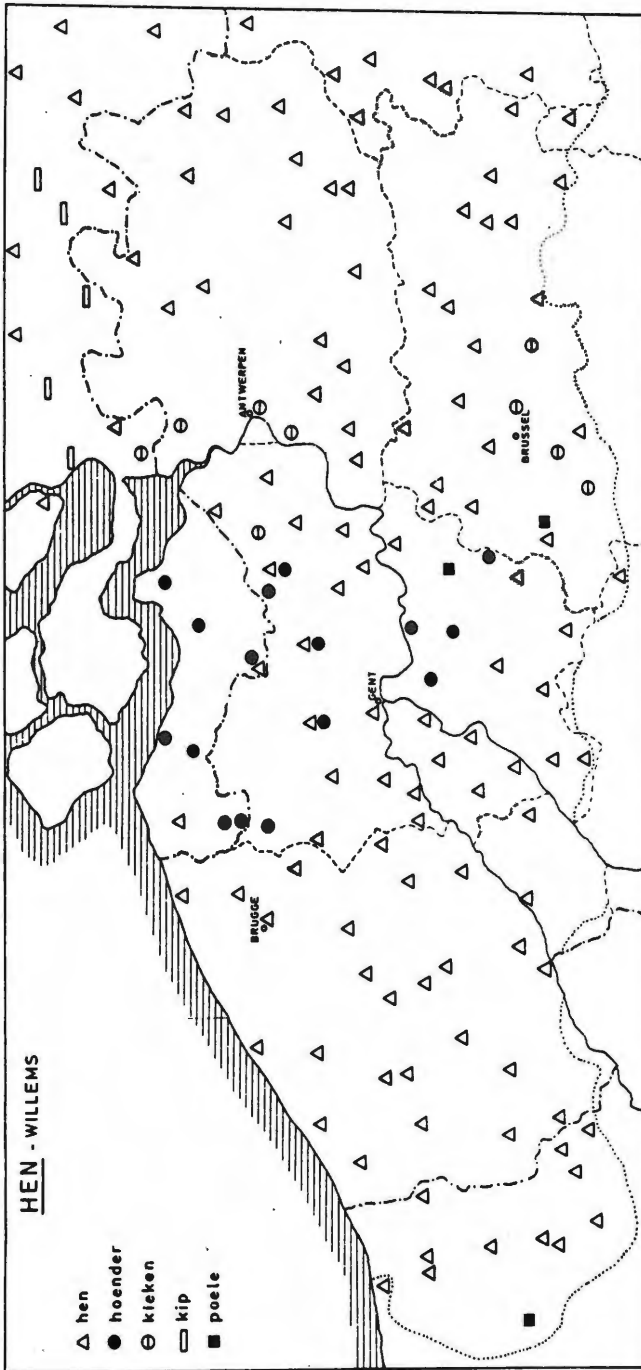 HEN - WILLEMS
hen
hoender
kieken
kip
poele
BRUGGE
GENT
ANTWERPEN
BRUSSEL